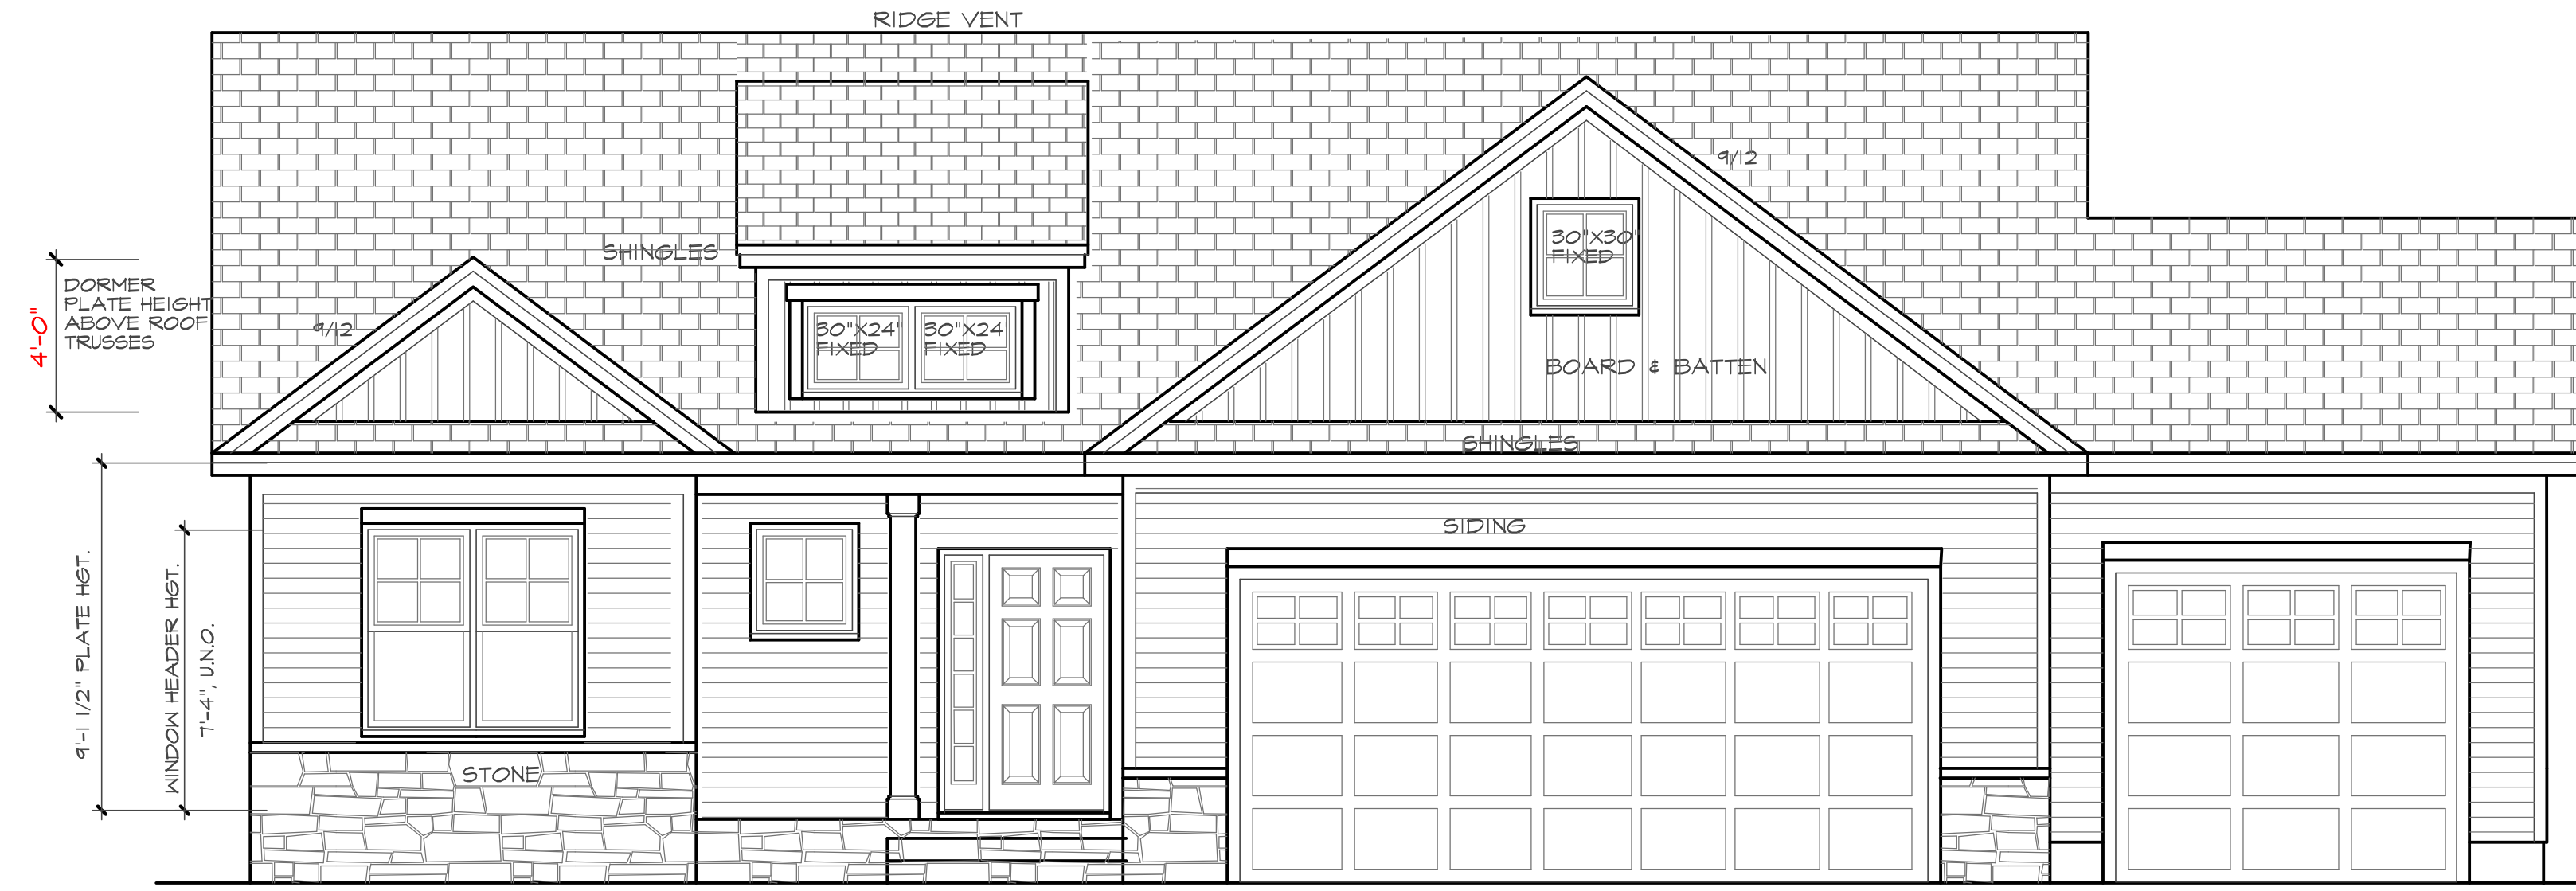 RIDGE VENT
9/12
SHINGLES
30"X30"
FIXED
DORMER
PLATE HEIGHT
ABOVE ROOF
TRUSSES
4'-0"
9/12
30"X24"
FIXED
30"X24"
FIXED
BOARD & BATTEN
SHINGLES
SIDING
9'-1 1/2" PLATE HGT.
WINDOW HEADER HGT.
7'-4", U.N.O.
STONE